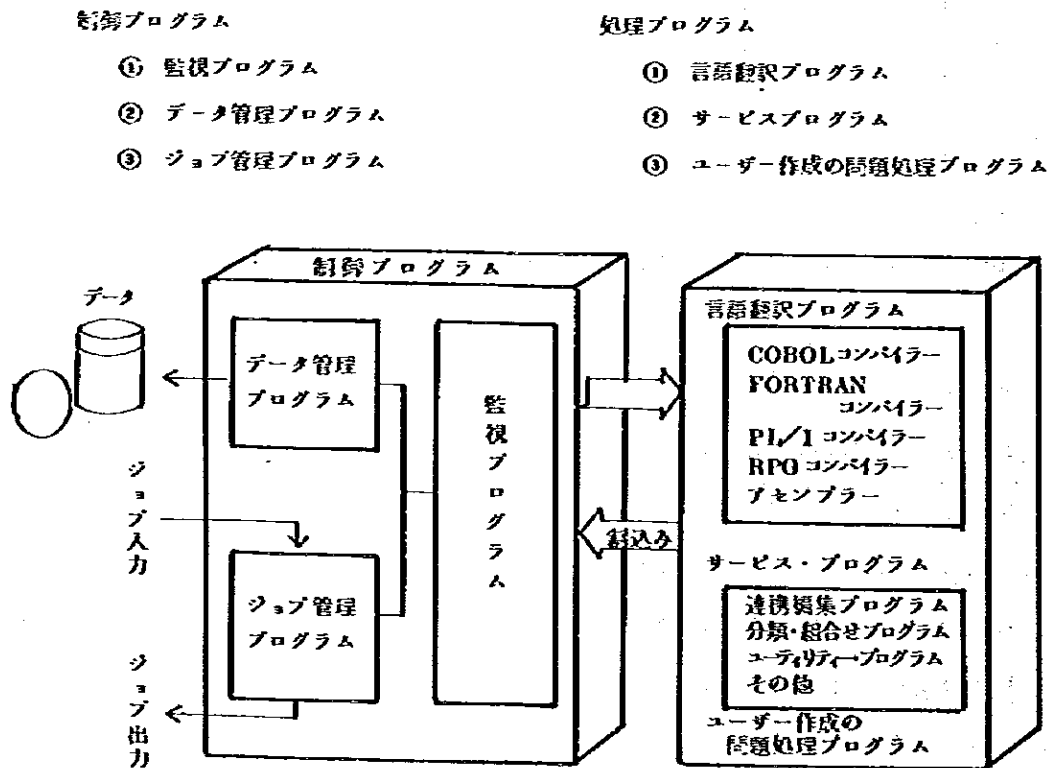 制御プログラム
① 監視プログラム
② データ管理プログラム
③ ジョブ管理プログラム
処理プログラム
① 言語翻訳プログラム
② サービスプログラム
③ ユーザー作成の問題処理プログラム
制御プログラム
データ
データ管理
プログラム
監視プログラム
ジョブ入力
ジョブ管理
プログラム
ジョブ出力
割込み
言語翻訳プログラム
COBOLコンパイラー
FORTRAN
コンパイラー
PL/1コンパイラー
RPOコンパイラー
アセンブラー
サービス・プログラム
連携編集プログラム
分類・組合せプログラム
ユーティリティープログラム
その他
ユーザー作成の
問題処理プログラム